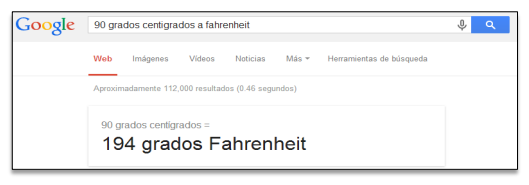 Google 90 grados centigrados a fahrenheit
Web Imágenes Vídeos Noticias Más Herramientas de búsqueda
Aproximadamente 112,000 resultados (0.46 segundos)
90 grados centigrados =
194 grados Fahrenheit